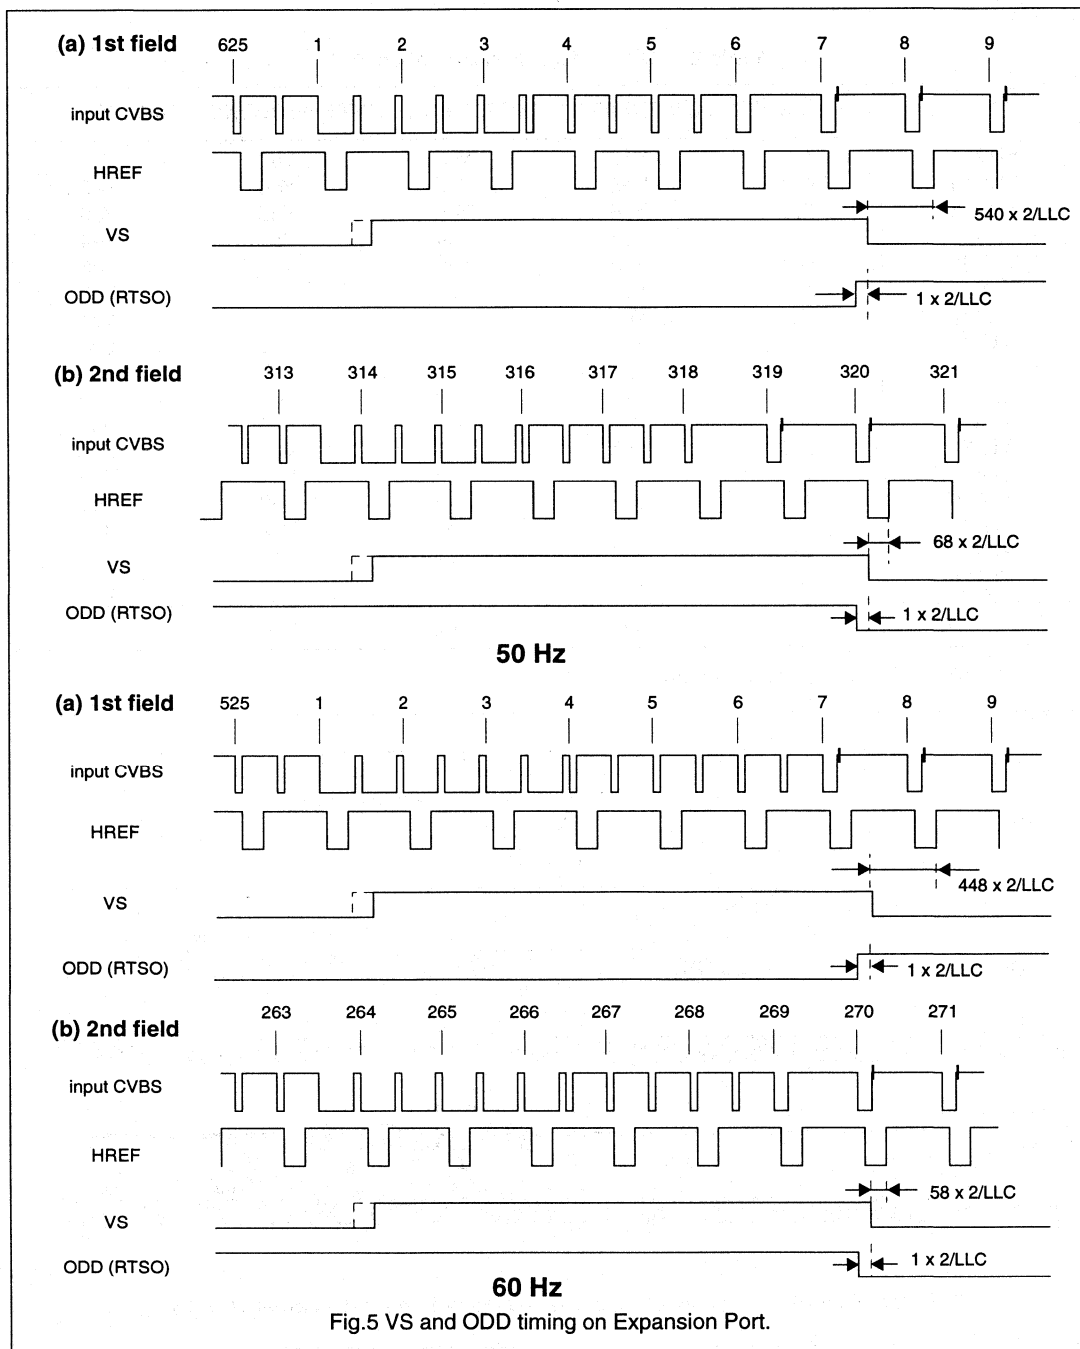 (a) 1st field 625 1 2 3 4 5 6 7 8 9
input CVBS
HREF
540 x 2/LLC
VS
ODD (RTSO) 1 x 2/LLC
(b) 2nd field 313 314 315 316 317 318 319 320 321
input CVBS
HREF
68 x 2/LLC
VS
ODD (RTSO) 1 x 2/LLC
50 Hz
(a) 1st field 525 1 2 3 4 5 6 7 8 9
input CVBS
HREF
448 x 2/LLC
VS
ODD (RTSO) 1 x 2/LLC
(b) 2nd field 263 264 265 266 267 268 269 270 271
input CVBS
HREF
58 x 2/LLC
VS
ODD (RTSO) 1 x 2/LLC
60 Hz
Fig.5 VS and ODD timing on Expansion Port.